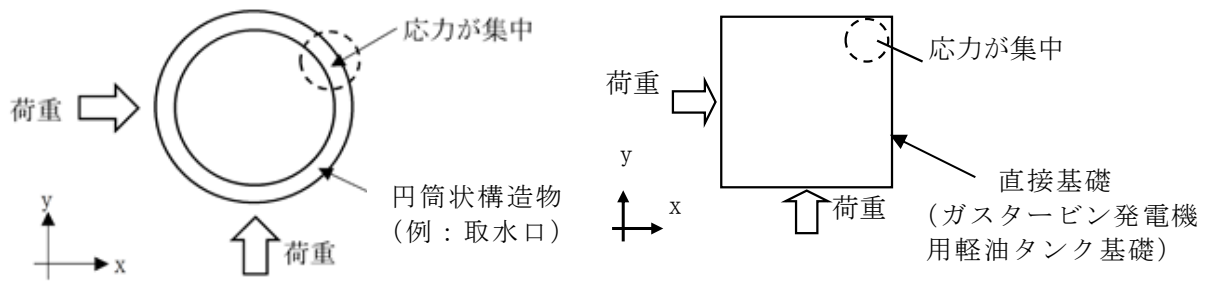 応力が集中
荷重
円筒状構造物
(例：取水口)
荷重
y
x
応力が集中
荷重
y
x
荷重
直接基礎
(ガスタービン発電機
用軽油タンク基礎)